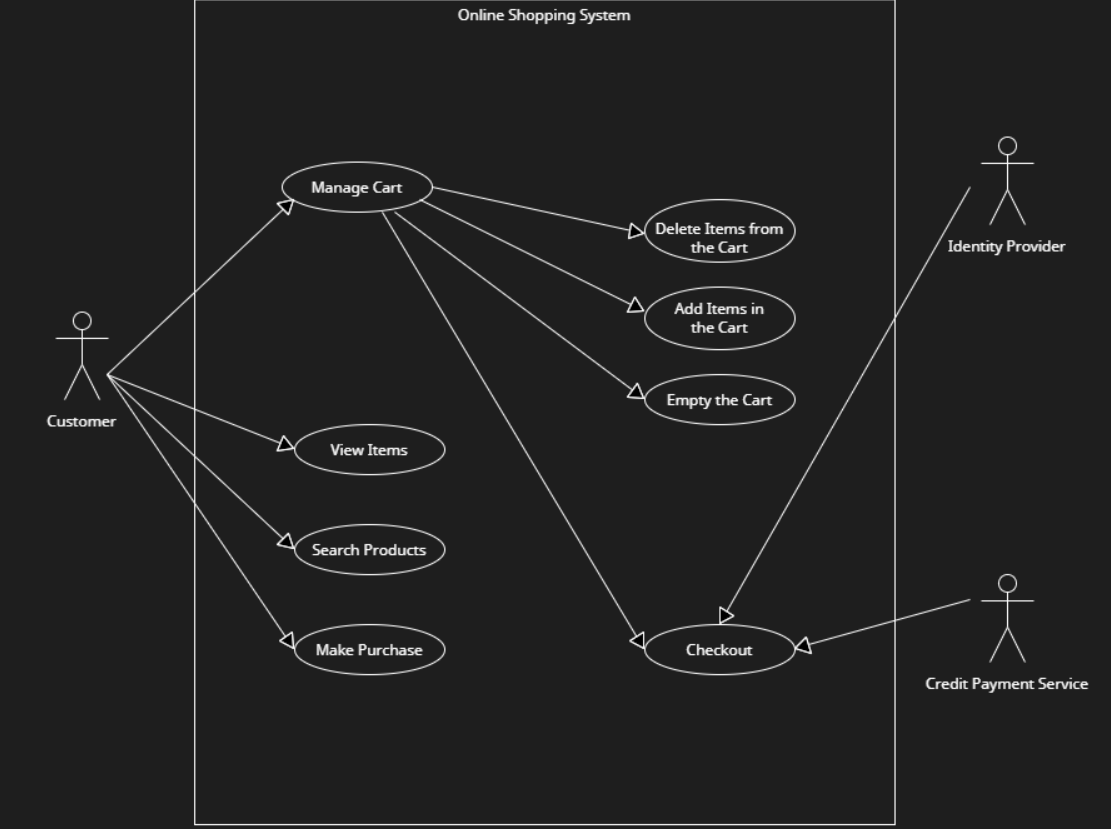 Online Shopping System
Manage Cart
Delete Items from
the Cart
Identity Provider
Add Items in
the Cart
Empty the Cart
Customer
View Items
Search Products
Make Purchase
Checkout
Credit Payment Service